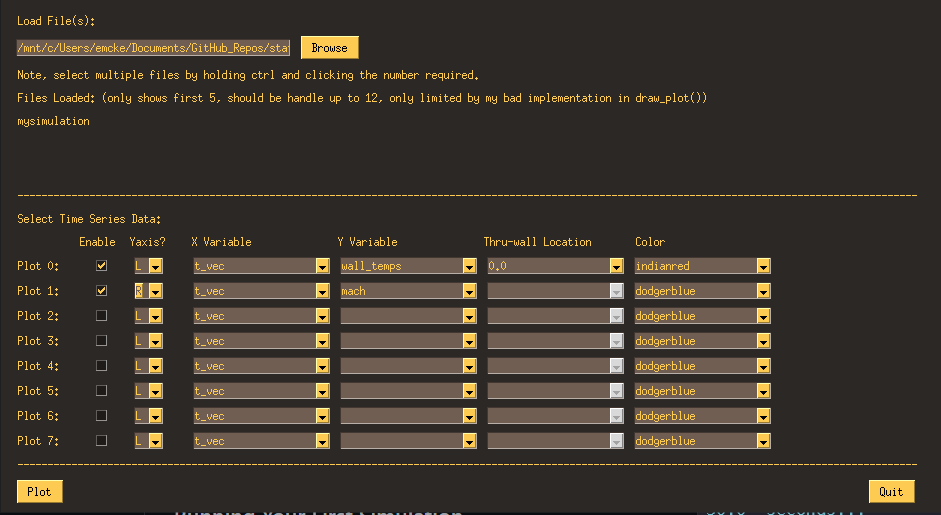 Load File(s):
/mnt/c/Users/emcke/Documents/GitHub_Repos/sta Browse
Note, select multiple files by holding ctrl and clicking the number required.
Files Loaded: (only shows first 5, should be handle up to 12, only limited by my bad implementation in draw_plot())
mysimulation
Select Time Series Data:
Enable Yaxis? X Variable Y Variable Thru-wall Location Color
Plot 0: L t_vec wall_temps 0.0 indianred
Plot 1: R t_vec mach dodgerblue
Plot 2: L t_vec dodgerblue
Plot 3: L t_vec dodgerblue
Plot 4: L t_vec dodgerblue
Plot 5: L t_vec dodgerblue
Plot 6: L t_vec dodgerblue
Plot 7: L t_vec dodgerblue
Plot Quit
Running Your First Simulation